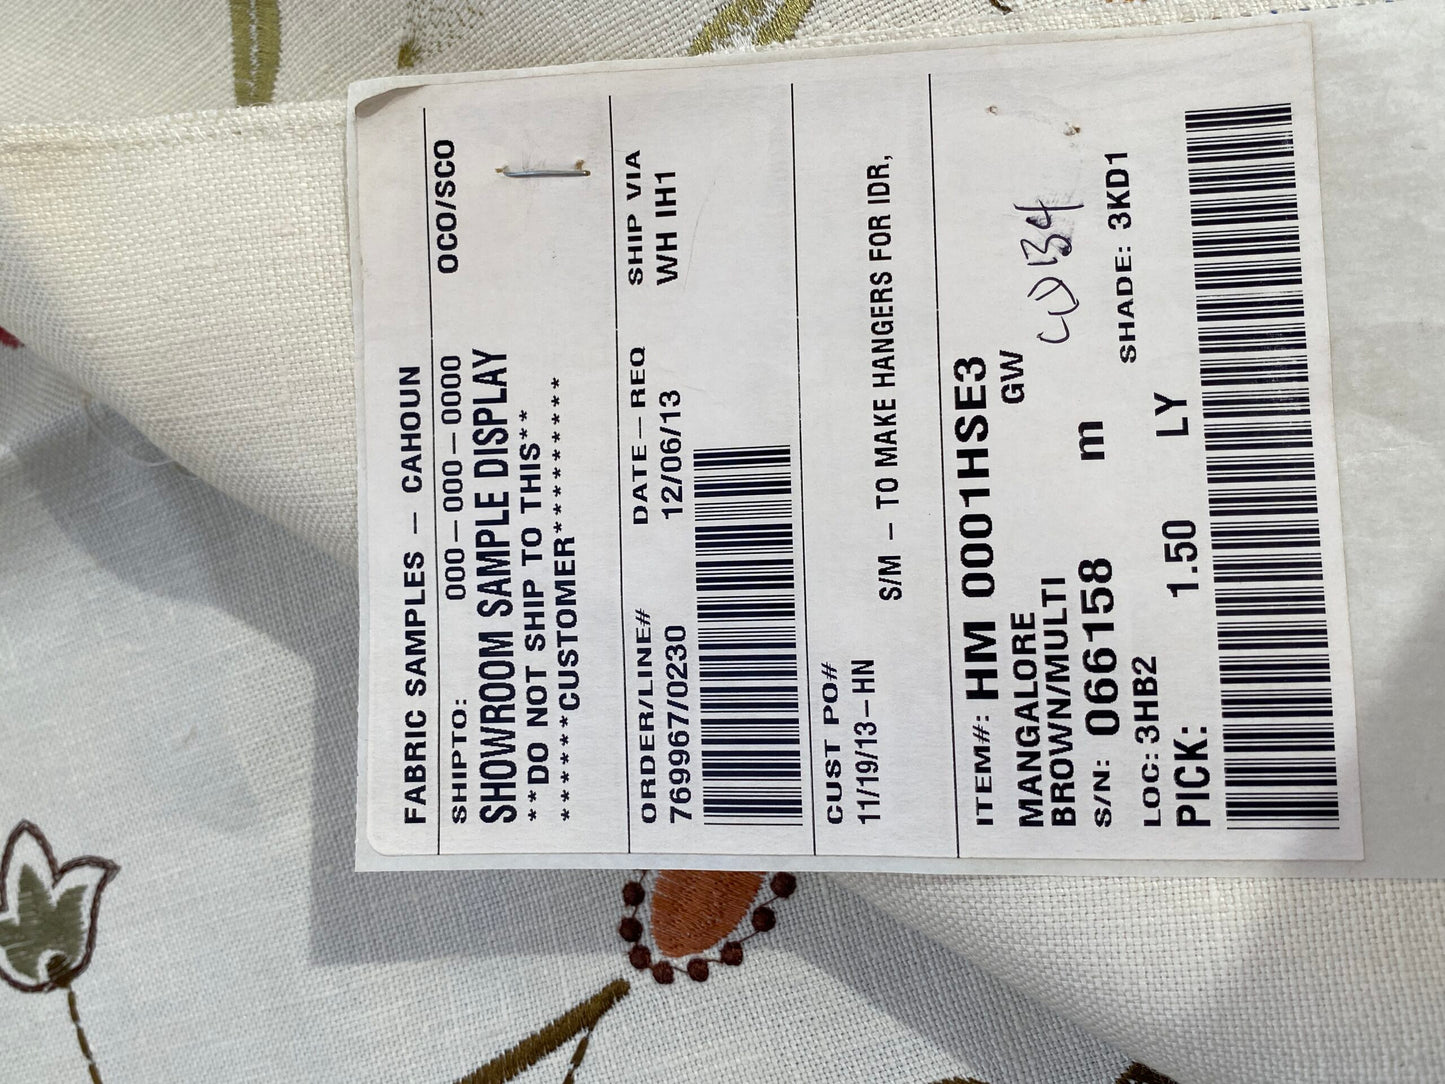 FABRIC SAMPLES — CAHOUN
SHIPTO: 000—000—000—0000 OCO/SCO
SHOWROOM SAMPLE DISPLAY
**DO NOT SHIP TO THIS**
******CUSTOMER**********
ORDER/LINE# DATE—REQ SHIP VIA
769967/0230 12/06/13 WH IH1
CUST PO#
11/19/13—HN S/M — TO MAKE HANGERS FOR IDR,
ITEM#: HM 0001HSE3
MANGALORE GW
BROWN/MULTI
S/N: 066158 m
LOC: 3HB2 SHADE: 3KD1
PICK: 1.50 LY